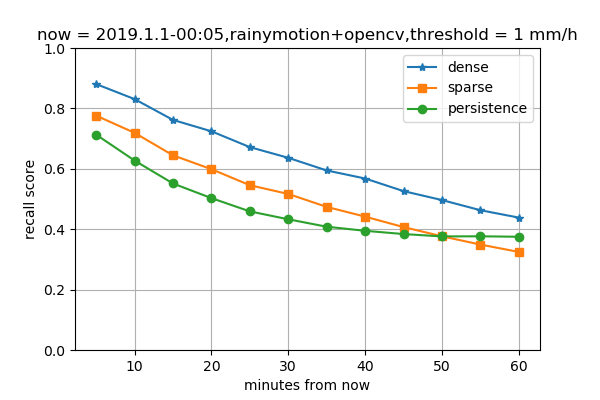 now = 2019.1.1-00:05,rainymotion+opencv,threshold = 1 mm/h
1.0
0.8
0.6
0.4
0.2
0.0
recall score
dense
sparse
persistence
10
20
30
40
50
60
minutes from now